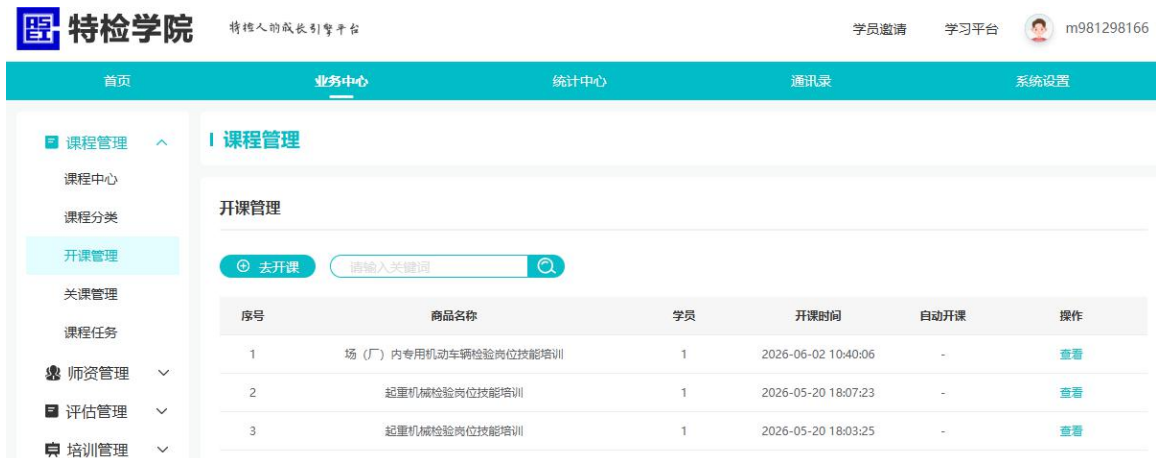 特检学院 特检人的成长引擎平台 学员邀请 学习平台 m981298166
首页 业务中心 统计中心 通讯录 系统设置
课程管理
课程中心
课程分类
开课管理
关课管理
课程任务
师资管理
评估管理
培训管理
课程管理
开课管理
去开课 请输入关键词
序号 商品名称 学员 开课时间 自动开课 操作
1 场（厂）内专用机动车辆检验岗位技能培训 1 2026-06-02 10:40:06 - 查看
2 起重机械检验岗位技能培训 1 2026-05-20 18:07:23 - 查看
3 起重机械检验岗位技能培训 1 2026-05-20 18:03:25 - 查看